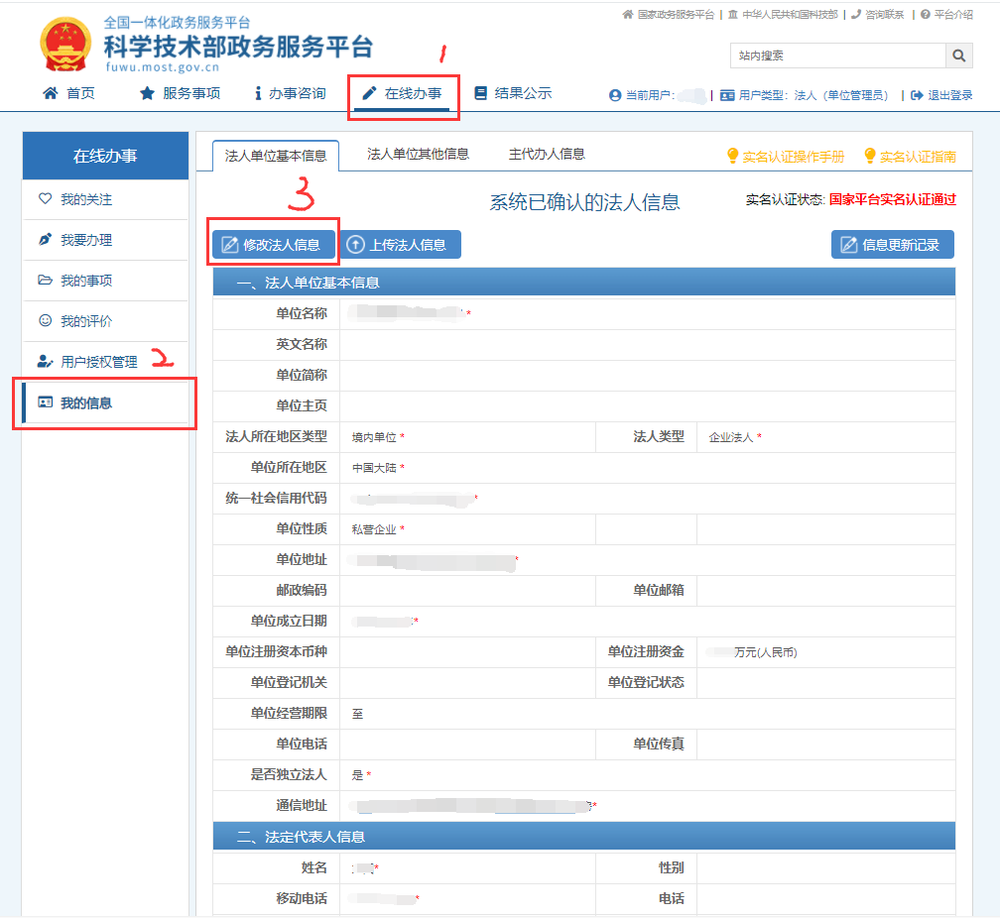 国家政务服务平台 | 中华人民共和国科技部 | 咨询联系 | 平台介绍
全国一体化政务服务平台
科学技术部政务服务平台
fuwu.most.gov.cn
站内搜索
1
首页 服务事项 办事咨询 在线办事 结果公示
当前用户: | 用户类型: 法人 (单位管理员) | 退出登录
在线办事
我的关注
我要办理
我的事项
我的评价
用户授权管理
2
我的信息
法人单位基本信息 法人单位其他信息 主代办人信息 实名认证操作手册 实名认证指南
3
系统已确认的法人信息
实名认证状态: 国家平台实名认证通过
修改法人信息 上传法人信息 信息更新记录
一、法人单位基本信息
单位名称 *
英文名称
单位简称
单位主页
法人所在地区类型 境内单位 * 法人类型 企业法人 *
单位所在地区 中国大陆 *
统一社会信用代码 *
单位性质 私营企业 *
单位地址 *
邮政编码 单位邮箱
单位成立日期 *
单位注册资本币种 单位注册资金 万元(人民币)
单位登记机关 单位登记状态
单位经营期限 至
单位电话 单位传真
是否独立法人 是 *
通信地址 *
二、法定代表人信息
姓名 * 性别
移动电话 * 电话